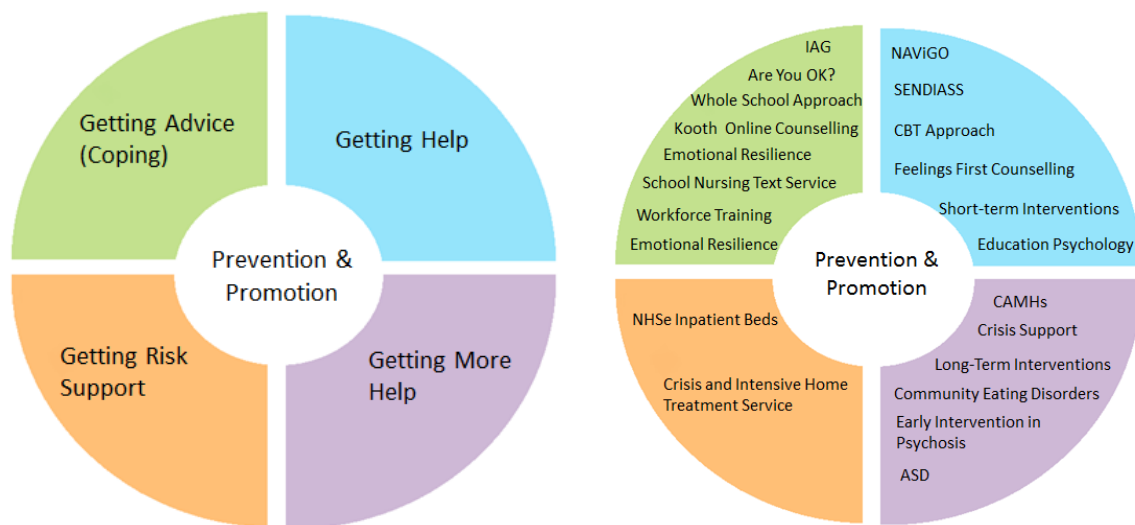 Getting Advice
(Coping)
Getting Help
Prevention &
Promotion
Getting Risk
Support
Getting More
Help
IAG
Are You OK?
Whole School Approach
Kooth Online Counselling
Emotional Resilience
School Nursing Text Service
Workforce Training
Emotional Resilience
NAViGO
SENDIASS
CBT Approach
Feelings First Counselling
Short-term Interventions
Education Psychology
Prevention &
Promotion
NHSe Inpatient Beds
Crisis and Intensive Home
Treatment Service
CAMHs
Crisis Support
Long-Term Interventions
Community Eating Disorders
Early Intervention in
Psychosis
ASD